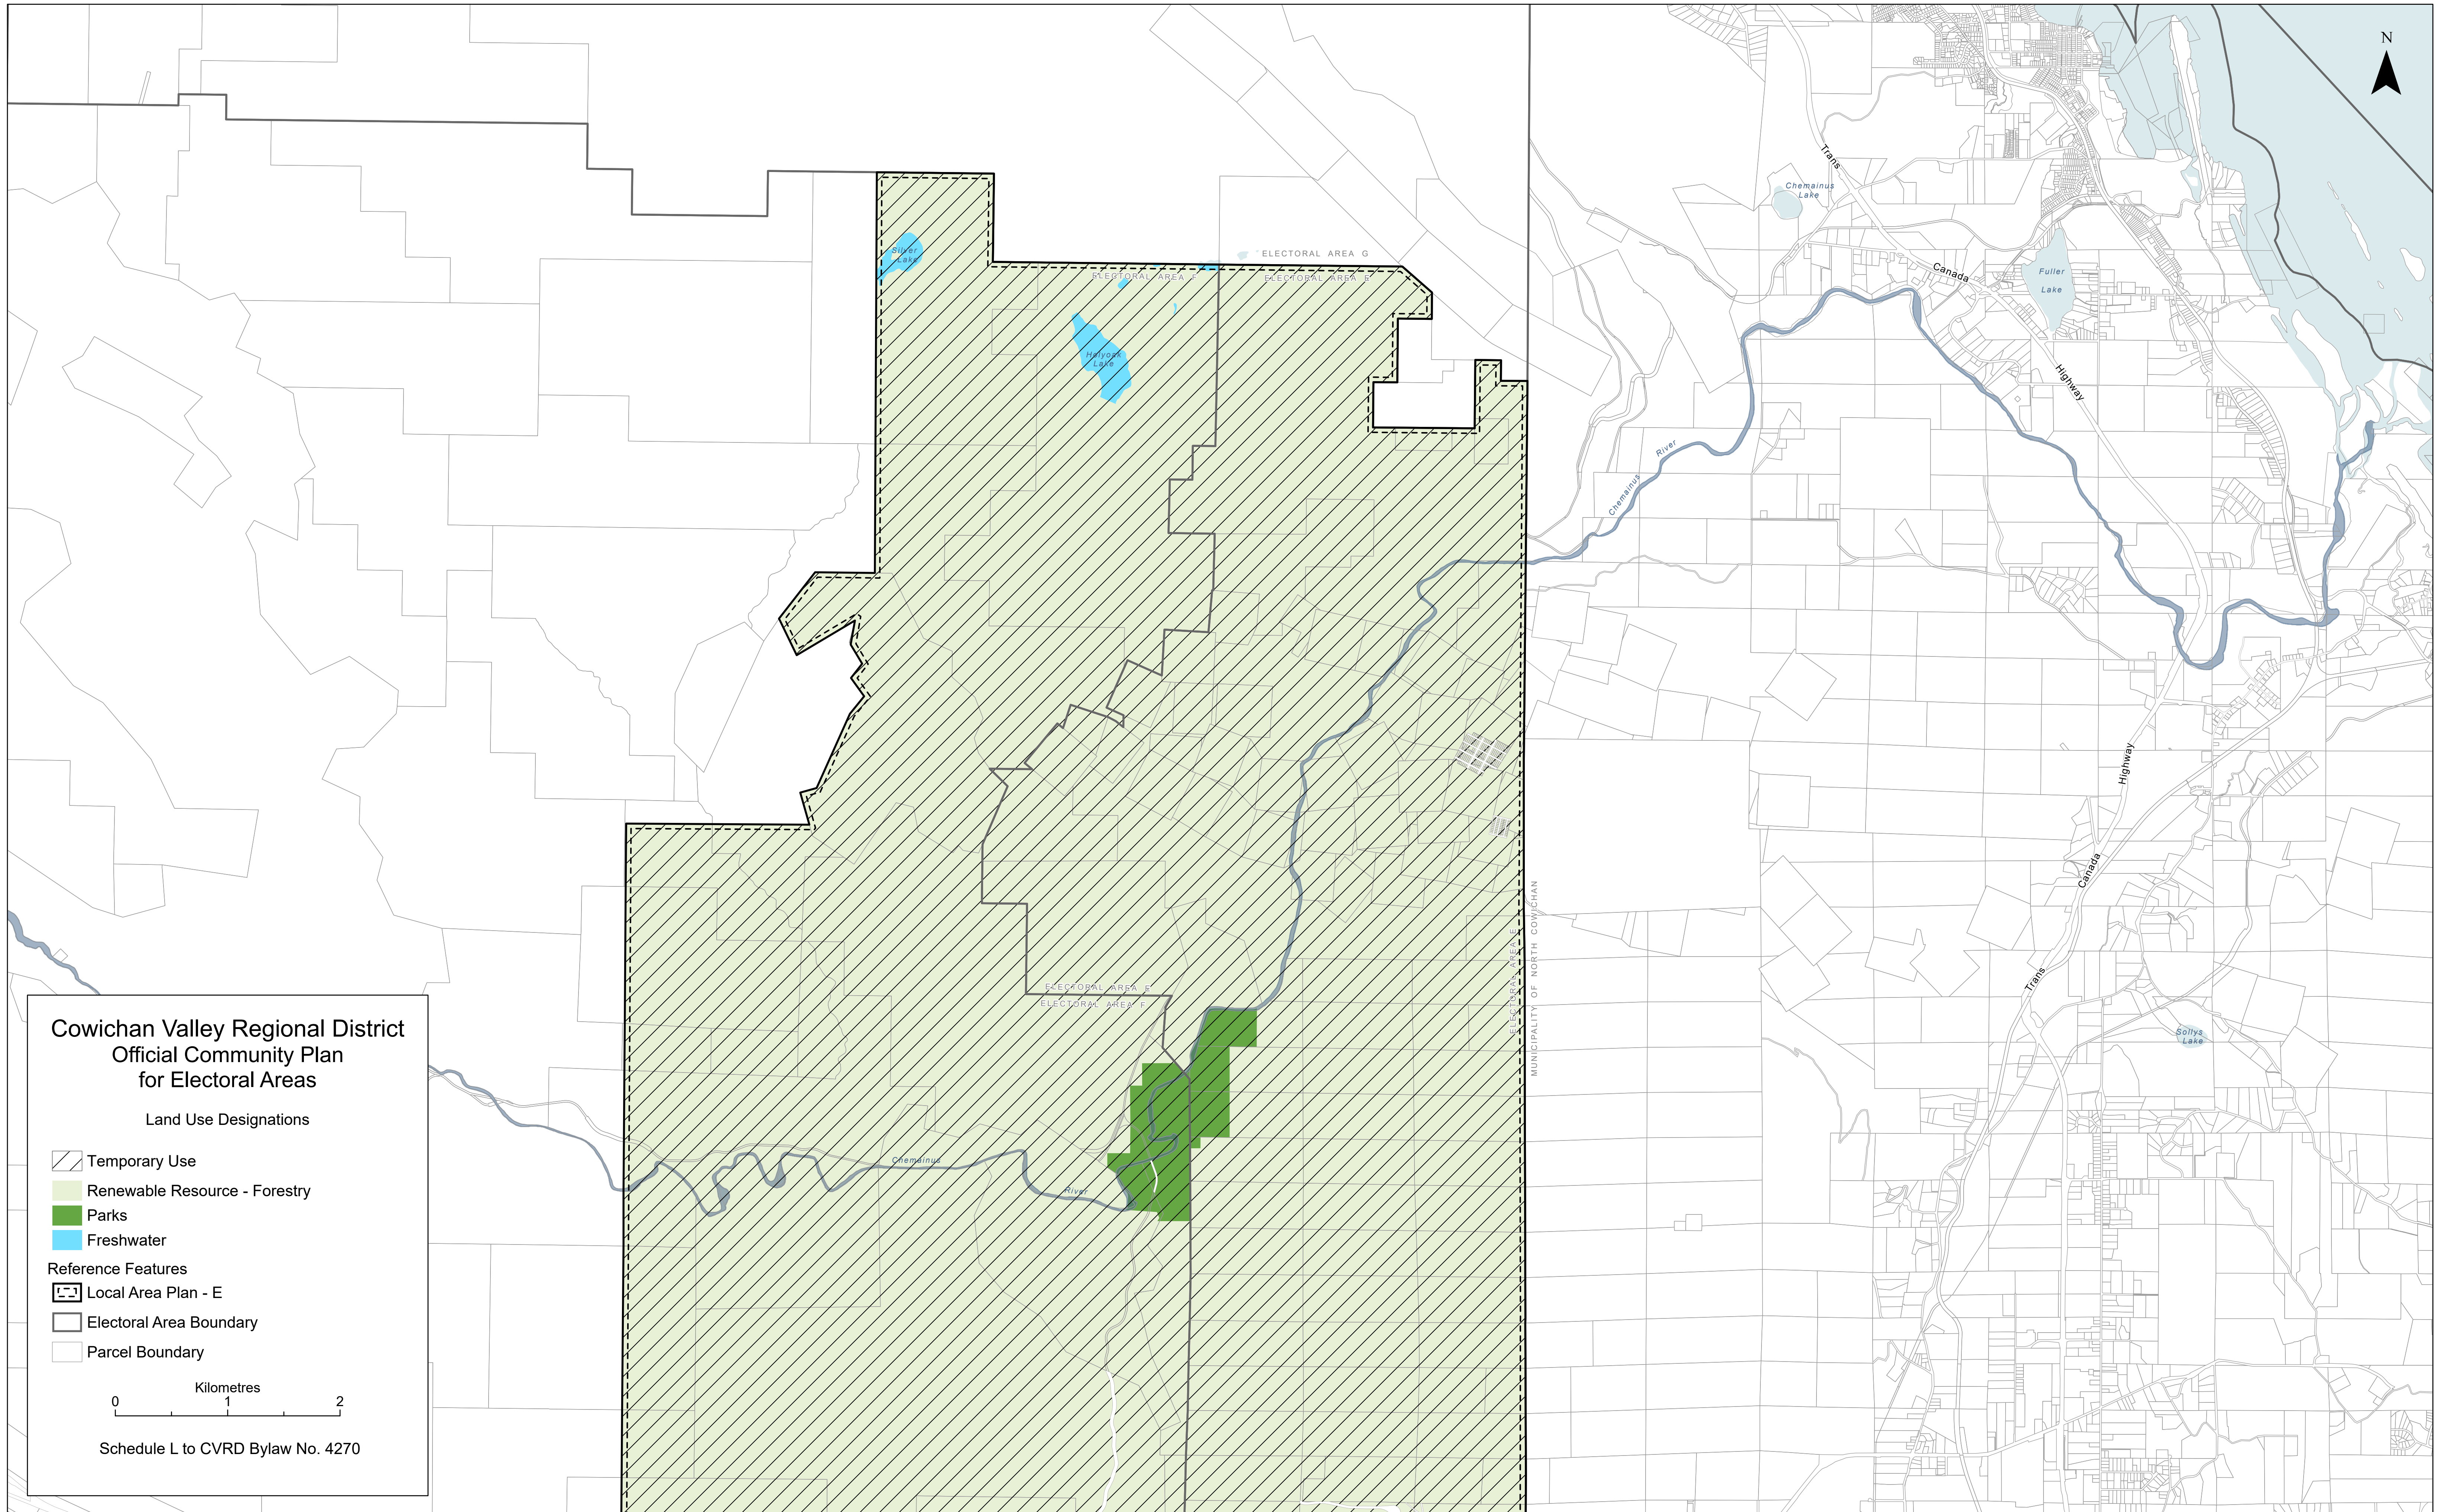 N
Trans
Chemainus
Lake
Silver
Lake
ELECTORAL AREA G
ELECTORAL AREA F
ELECTORAL AREA E
Canada
Fuller
Lake
Holyoak
Lake
Highway
Chemainus
River
Highway
Canada
Trans
ELECTORAL AREA E
MUNICIPALITY OF NORTH COWICHAN
ELECTORAL AREA E
ELECTORAL AREA F
Sollys
Lake
Chemainus
River
Cowichan Valley Regional District
Official Community Plan
for Electoral Areas
Land Use Designations
Temporary Use
Renewable Resource - Forestry
Parks
Freshwater
Reference Features
Local Area Plan - E
Electoral Area Boundary
Parcel Boundary
Kilometres
0 1 2
Schedule L to CVRD Bylaw No. 4270